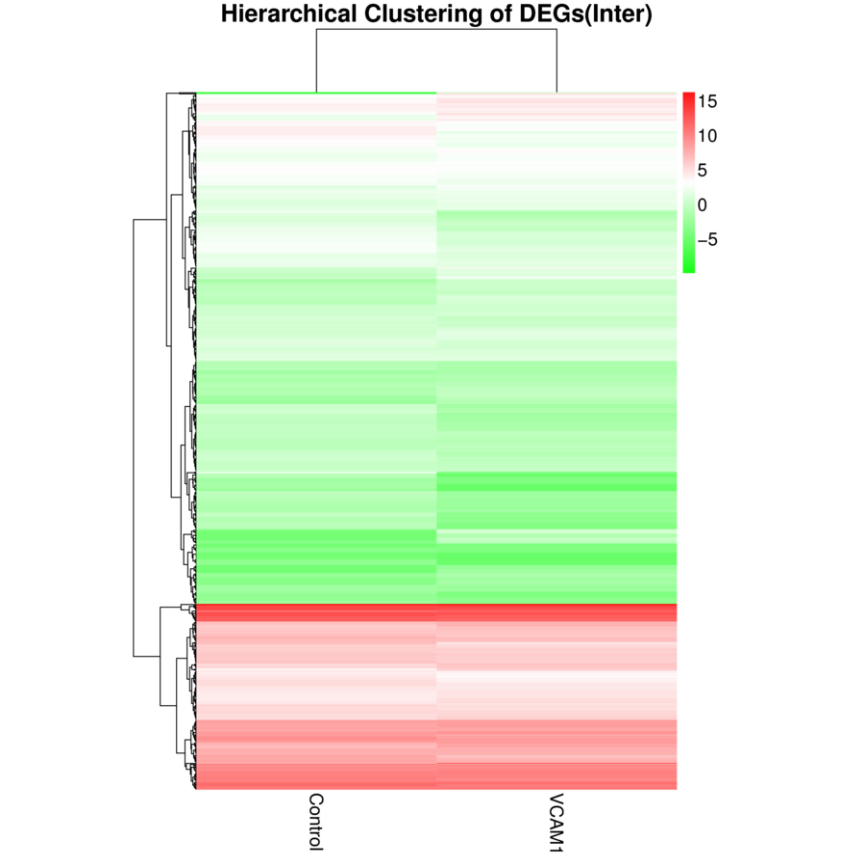 Hierarchical Clustering of DEGs(Inter)
15
10
5
0
−5
Control
VCAM1